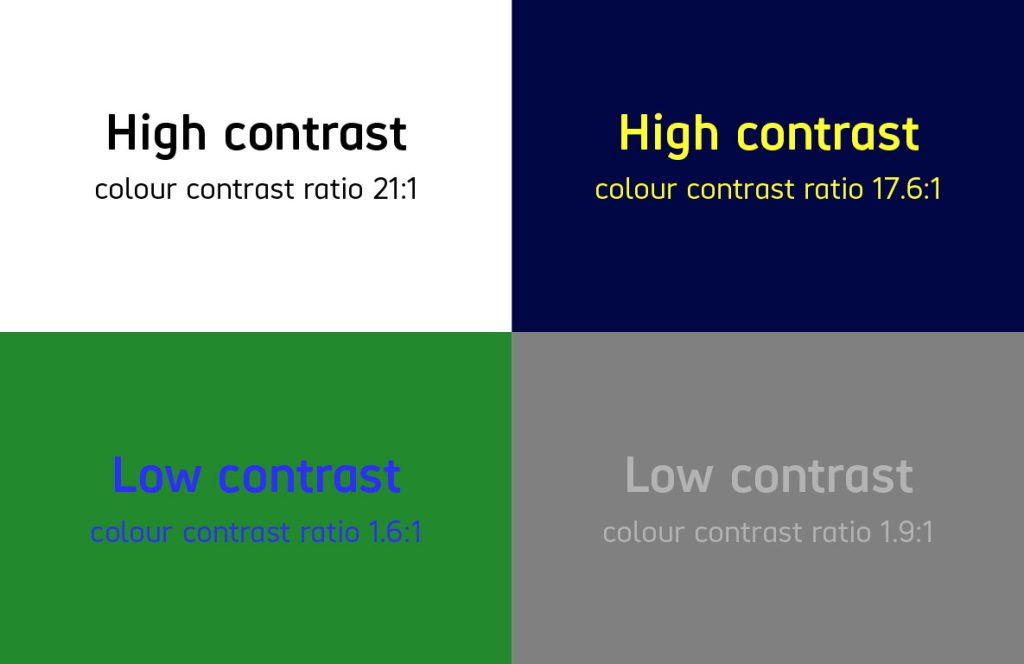 High contrast
colour contrast ratio 21:1
High contrast
colour contrast ratio 17.6:1
Low contrast
colour contrast ratio 1.6:1
Low contrast
colour contrast ratio 1.9:1